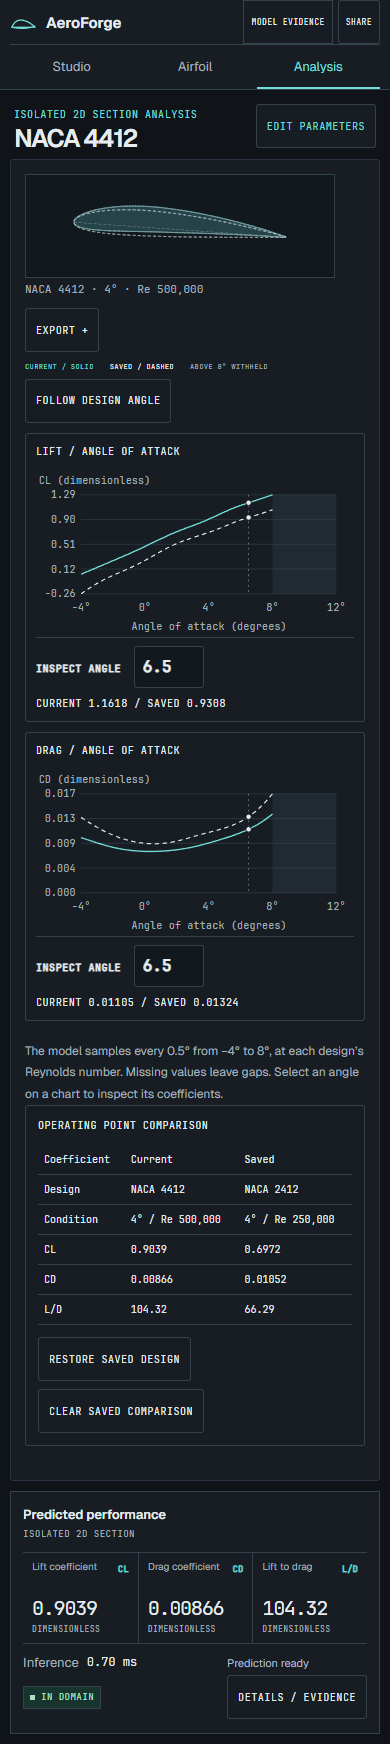 AeroForge
MODEL EVIDENCE
SHARE
Studio
Airfoil
Analysis
ISOLATED 2D SECTION ANALYSIS
NACA 4412
EDIT PARAMETERS
NACA 4412 · 4° · Re 500,000
EXPORT +
CURRENT / SOLID SAVED / DASHED ABOVE 8° WITHHELD
FOLLOW DESIGN ANGLE
LIFT / ANGLE OF ATTACK
CL (dimensionless)
1.29
0.90
0.51
0.12
-0.26
-4° 0° 4° 8° 12°
Angle of attack (degrees)
INSPECT ANGLE 6.5
CURRENT 1.1618 / SAVED 0.9308
DRAG / ANGLE OF ATTACK
CD (dimensionless)
0.017
0.013
0.009
0.004
0.000
-4° 0° 4° 8° 12°
Angle of attack (degrees)
INSPECT ANGLE 6.5
CURRENT 0.01105 / SAVED 0.01324
The model samples every 0.5° from −4° to 8°, at each design's
Reynolds number. Missing values leave gaps. Select an angle
on a chart to inspect its coefficients.
OPERATING POINT COMPARISON
Coefficient Current Saved
Design NACA 4412 NACA 2412
Condition 4° / Re 500,000 4° / Re 250,000
CL 0.9039 0.6972
CD 0.00866 0.01052
L/D 104.32 66.29
RESTORE SAVED DESIGN
CLEAR SAVED COMPARISON
Predicted performance
ISOLATED 2D SECTION
Lift coefficient CL
0.9039
DIMENSIONLESS
Drag coefficient CD
0.00866
DIMENSIONLESS
Lift to drag L/D
104.32
DIMENSIONLESS
Inference 0.70 ms
IN DOMAIN
Prediction ready
DETAILS / EVIDENCE